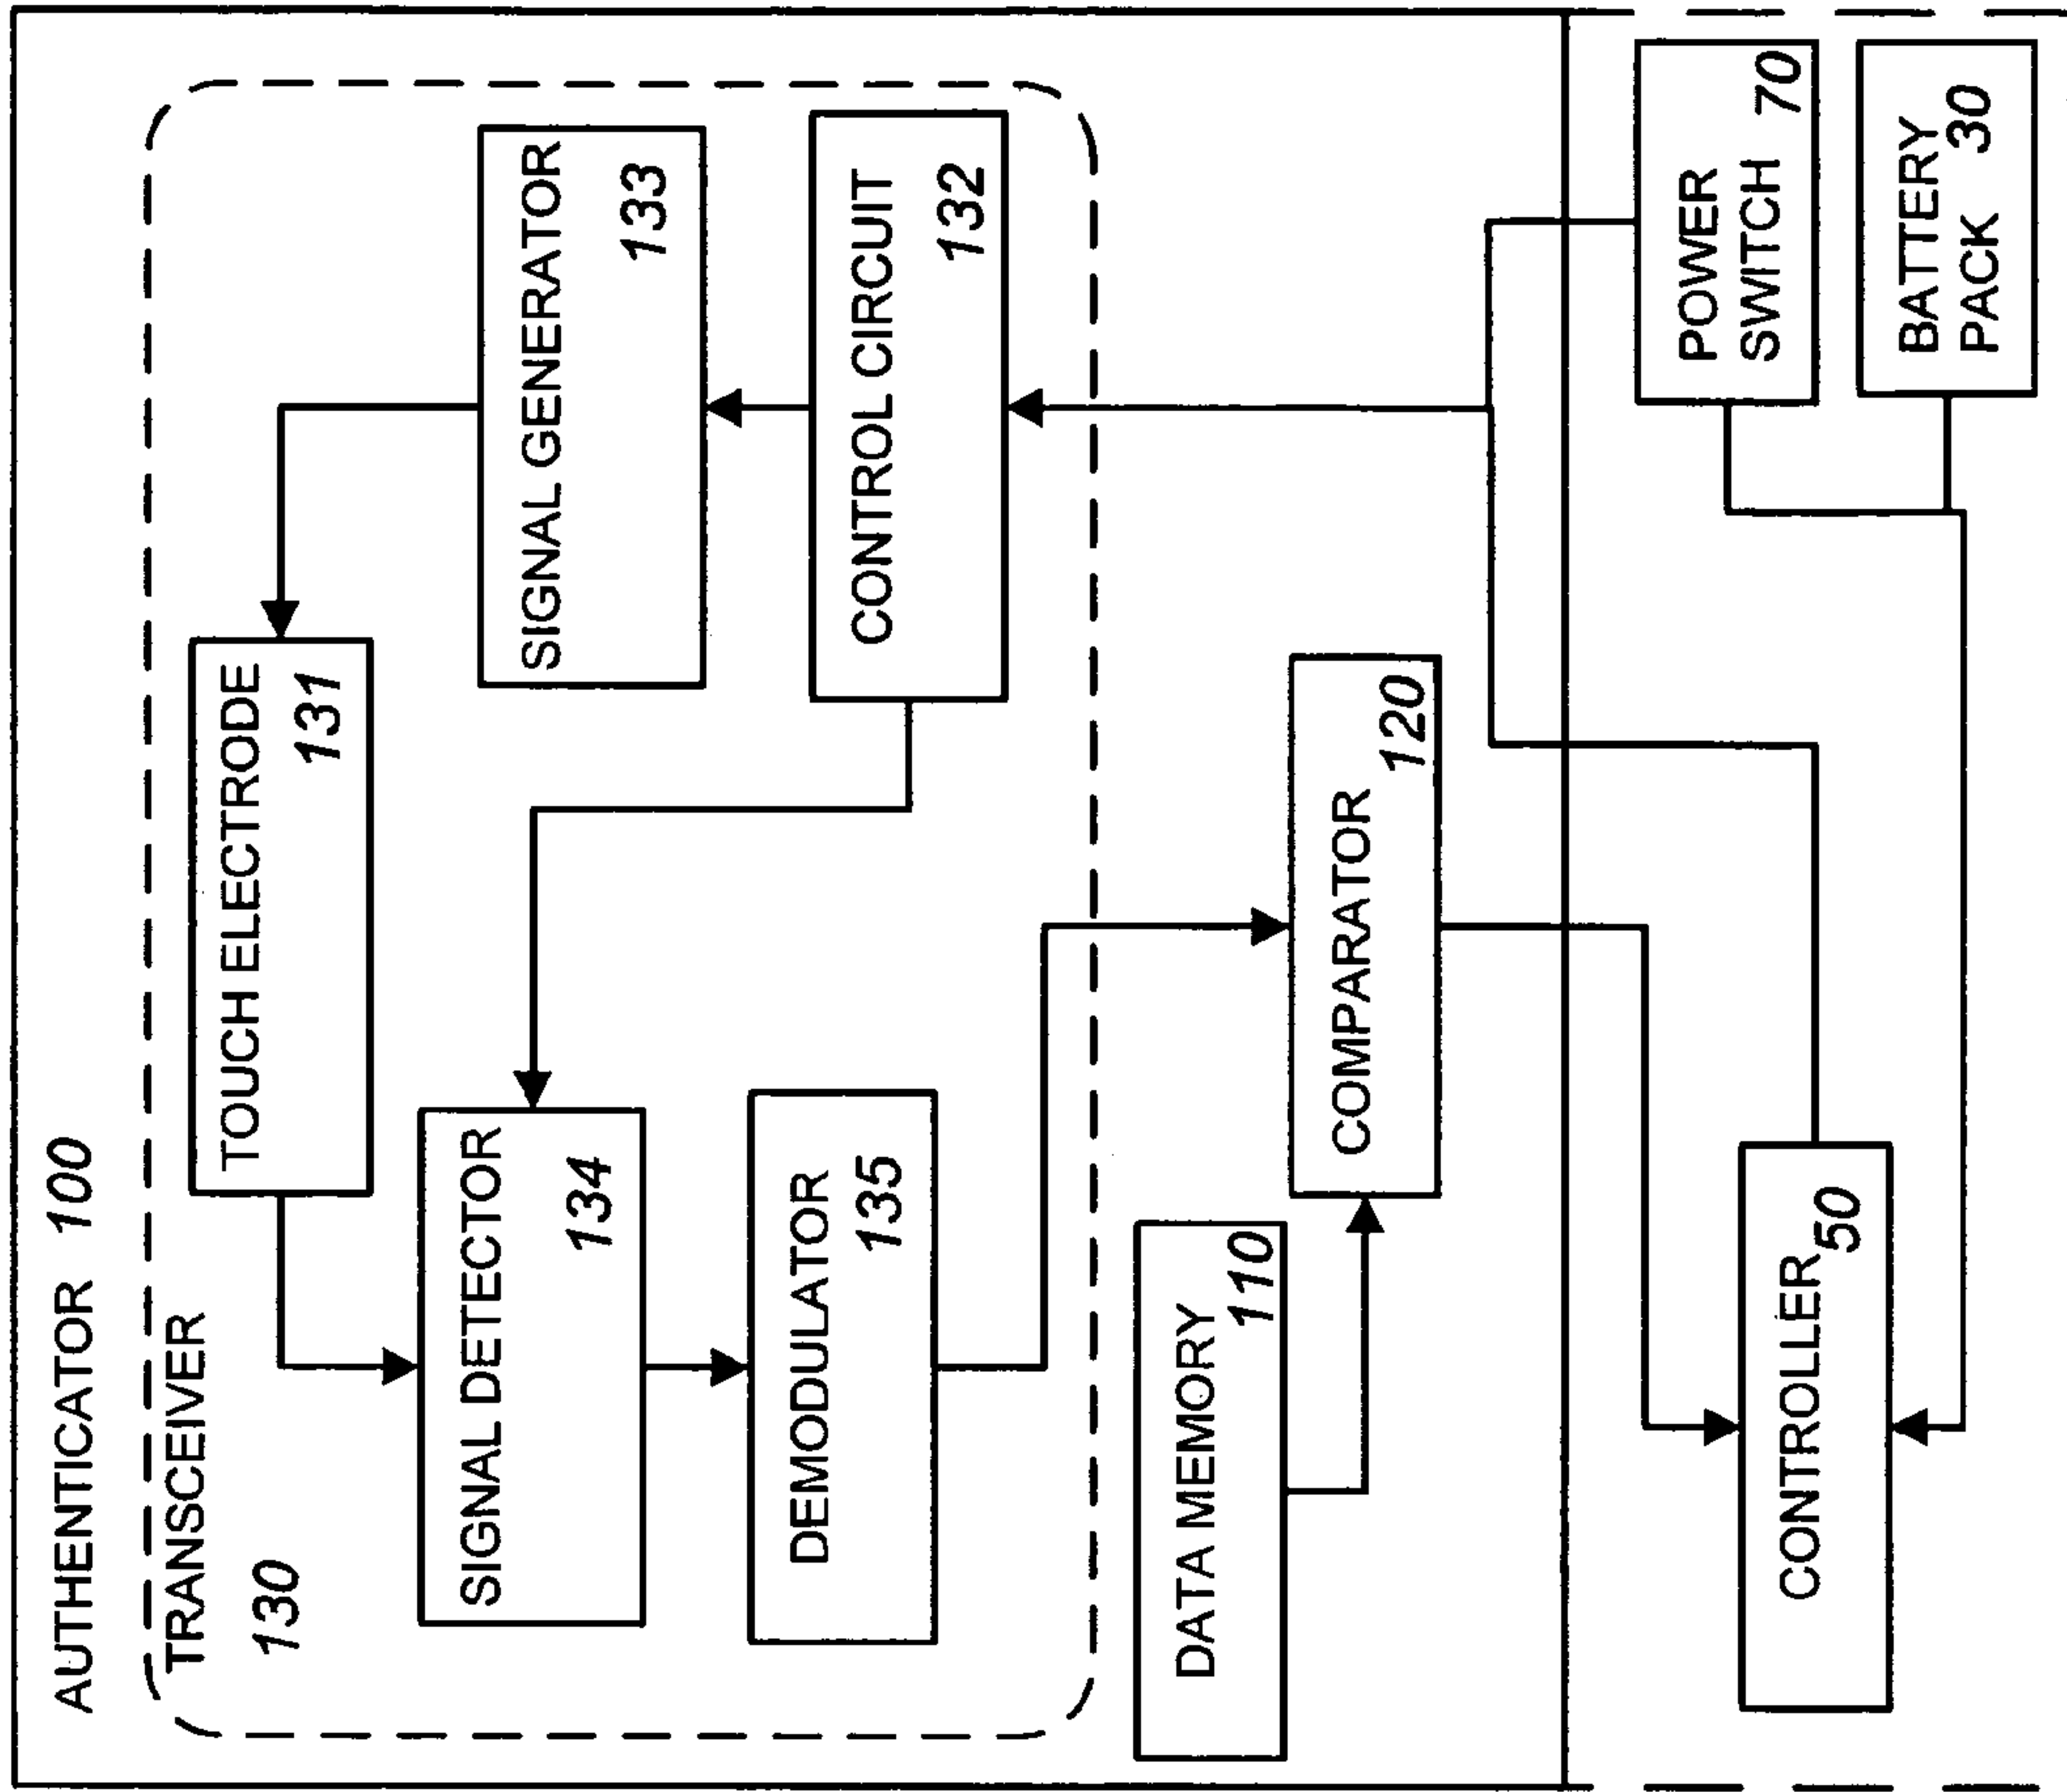 AUTHENTICATOR 100
TRANSCEIVER
130
TOUCH ELECTRODE
131
SIGNAL DETECTOR
134
SIGNAL GENERATOR
133
DEMODULATOR
135
CONTROL CIRCUIT
132
DATA MEMORY
110
COMPARATOR
120
CONTROLLER
50
POWER
SWITCH 70
BATTERY
PACK 30